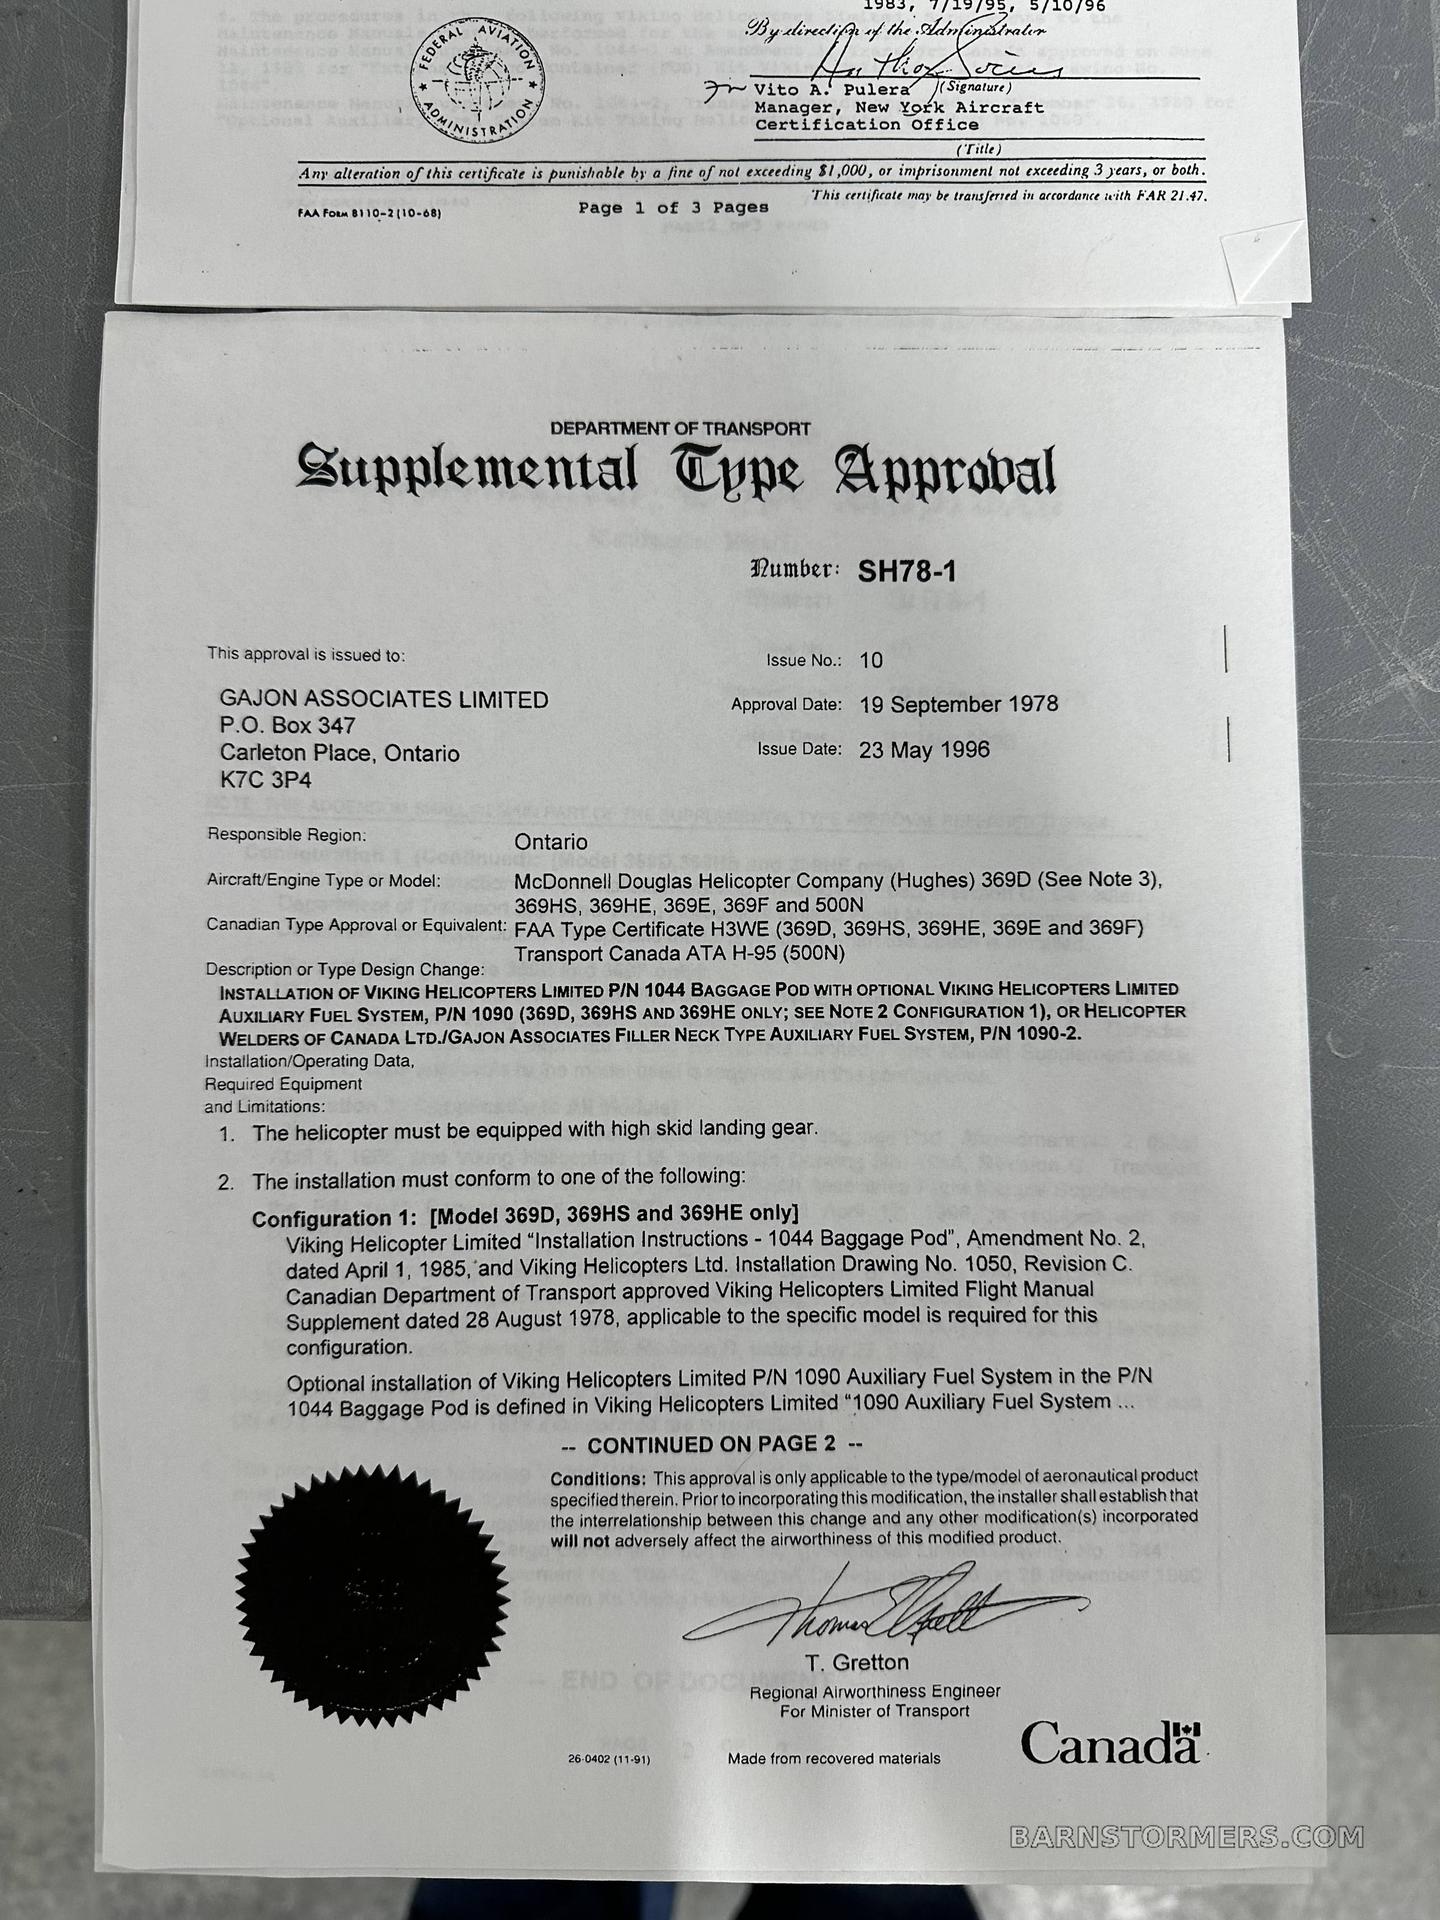 1983, 7/19/95, 5/10/96
By direction of the Administrator
FEDERAL AVIATION
ADMINISTRATION
(Signature)
Vito A. Pulera
Manager, New York Aircraft
Certification Office
(Title)
Any alteration of this certificate is punishable by a fine of not exceeding $1,000, or imprisonment not exceeding 3 years, or both.
This certificate may be transferred in accordance with FAR 21.47.
FAA FORM 8110-2 (10-68)
Page 1 of 3 Pages
DEPARTMENT OF TRANSPORT
Supplemental Type Approval
Number: SH78-1
This approval is issued to:
Issue No.: 10
GAJON ASSOCIATES LIMITED
P.O. Box 347
Carleton Place, Ontario
K7C 3P4
Approval Date: 19 September 1978
Issue Date: 23 May 1996
Responsible Region: Ontario
Aircraft/Engine Type or Model: McDonnell Douglas Helicopter Company (Hughes) 369D (See Note 3),
369HS, 369HE, 369E, 369F and 500N
Canadian Type Approval or Equivalent: FAA Type Certificate H3WE (369D, 369HS, 369HE, 369E and 369F)
Transport Canada ATA H-95 (500N)
Description or Type Design Change:
INSTALLATION OF VIKING HELICOPTERS LIMITED P/N 1044 BAGGAGE POD WITH OPTIONAL VIKING HELICOPTERS LIMITED
AUXILIARY FUEL SYSTEM, P/N 1090 (369D, 369HS AND 369HE ONLY; SEE NOTE 2 CONFIGURATION 1), OR HELICOPTER
WELDERS OF CANADA LTD./GAJON ASSOCIATES FILLER NECK TYPE AUXILIARY FUEL SYSTEM, P/N 1090-2.
Installation/Operating Data,
Required Equipment
and Limitations:
1. The helicopter must be equipped with high skid landing gear.
2. The installation must conform to one of the following:
Configuration 1: [Model 369D, 369HS and 369HE only]
Viking Helicopter Limited “Installation Instructions - 1044 Baggage Pod”, Amendment No. 2,
dated April 1, 1985, and Viking Helicopters Ltd. Installation Drawing No. 1050, Revision C.
Canadian Department of Transport approved Viking Helicopters Limited Flight Manual
Supplement dated 28 August 1978, applicable to the specific model is required for this
configuration.
Optional installation of Viking Helicopters Limited P/N 1090 Auxiliary Fuel System in the P/N
1044 Baggage Pod is defined in Viking Helicopters Limited “1090 Auxiliary Fuel System ...
-- CONTINUED ON PAGE 2 --
Conditions: This approval is only applicable to the type/model of aeronautical product
specified therein. Prior to incorporating this modification, the installer shall establish that
the interrelationship between this change and any other modification(s) incorporated
will not adversely affect the airworthiness of this modified product.
T. Gretton
Regional Airworthiness Engineer
For Minister of Transport
26-0402 (11-91)
Made from recovered materials
Canada
BARNSTORMERS.COM